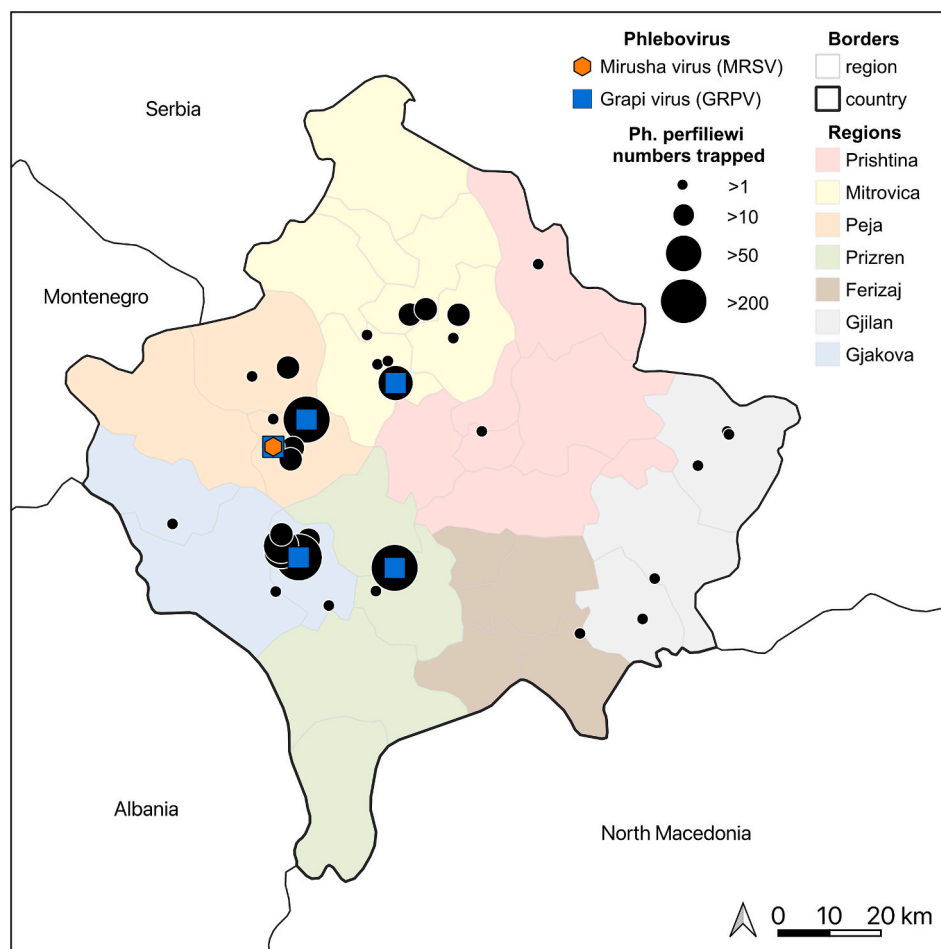 Phlebovirus
Mirusha virus (MRSV)
Grapi virus (GRPV)
Ph. perfiliewi
numbers trapped
>1
>10
>50
>200
Borders
region
country
Regions
Prishtina
Mitrovica
Peja
Prizren
Ferizaj
Gjilan
Gjakova
Serbia
Montenegro
Albania
North Macedonia
0 10 20 km